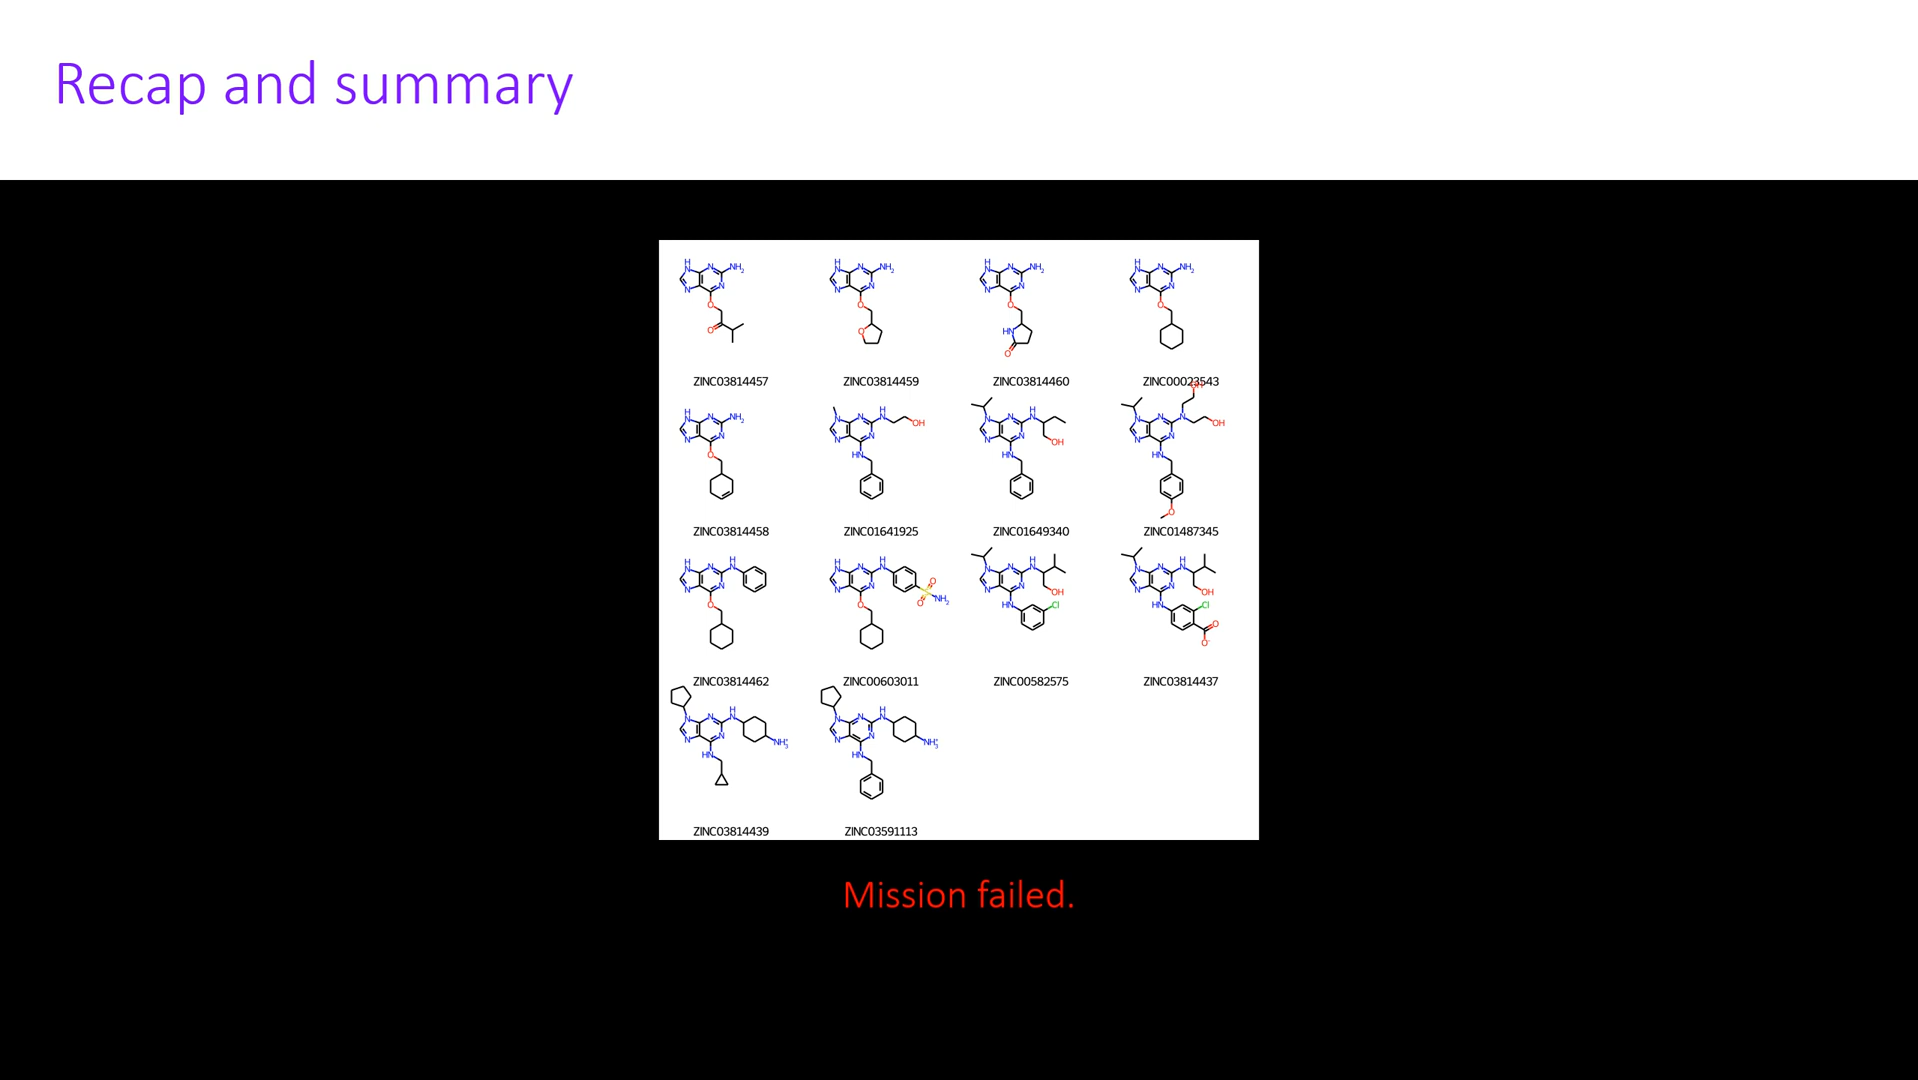 Recap and summary
ZINC03814457 ZINC03814459 ZINC03814460 ZINC00023543
ZINC03814458 ZINC01641925 ZINC01649340 ZINC01487345
ZINC03814462 ZINC00603011 ZINC00582575 ZINC03814437
ZINC03814439 ZINC03591113
Mission failed.